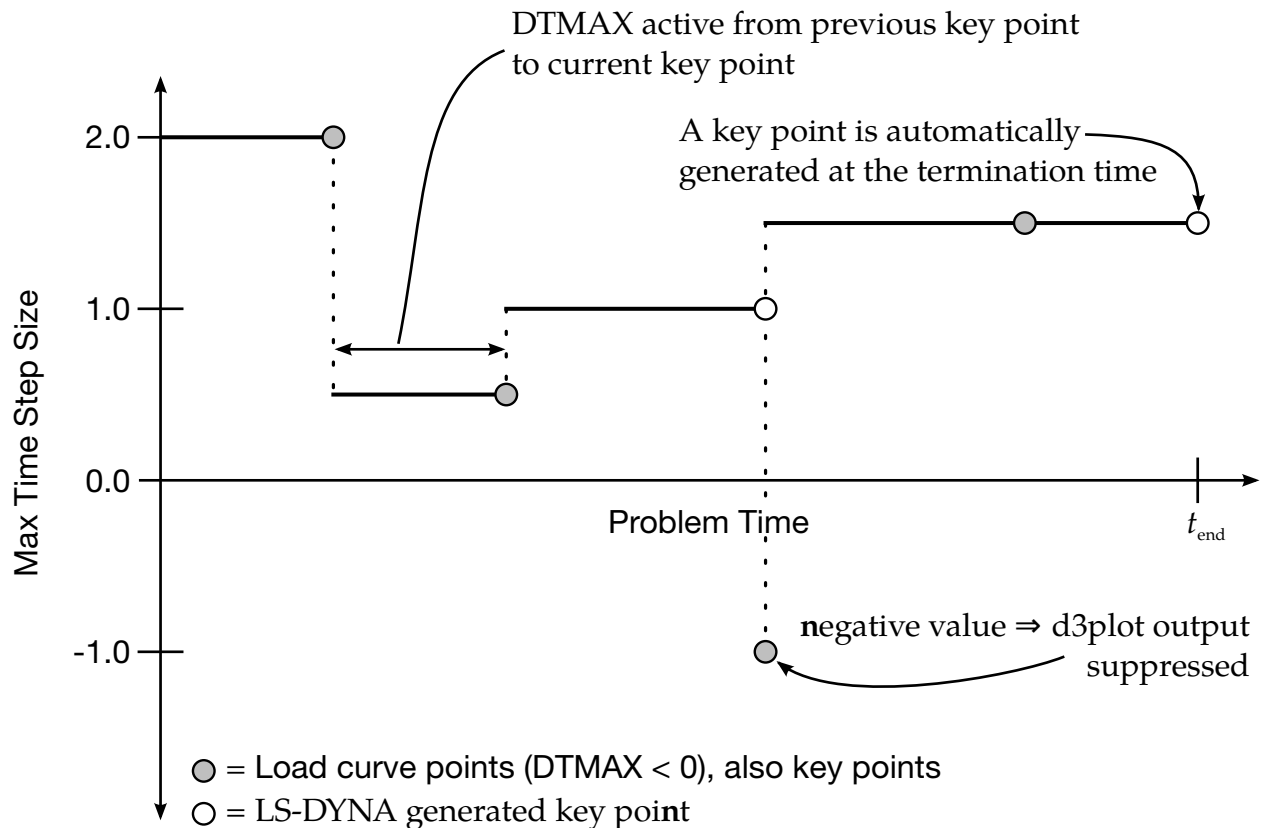 DTMAX active from previous key point
to current key point
2.0
A key point is automatically
generated at the termination time
1.0
Max Time Step Size
0.0
Problem Time
t_end
negative value ⇒ d3plot output
suppressed
-1.0
= Load curve points (DTMAX < 0), also key points
= LS-DYNA generated key point